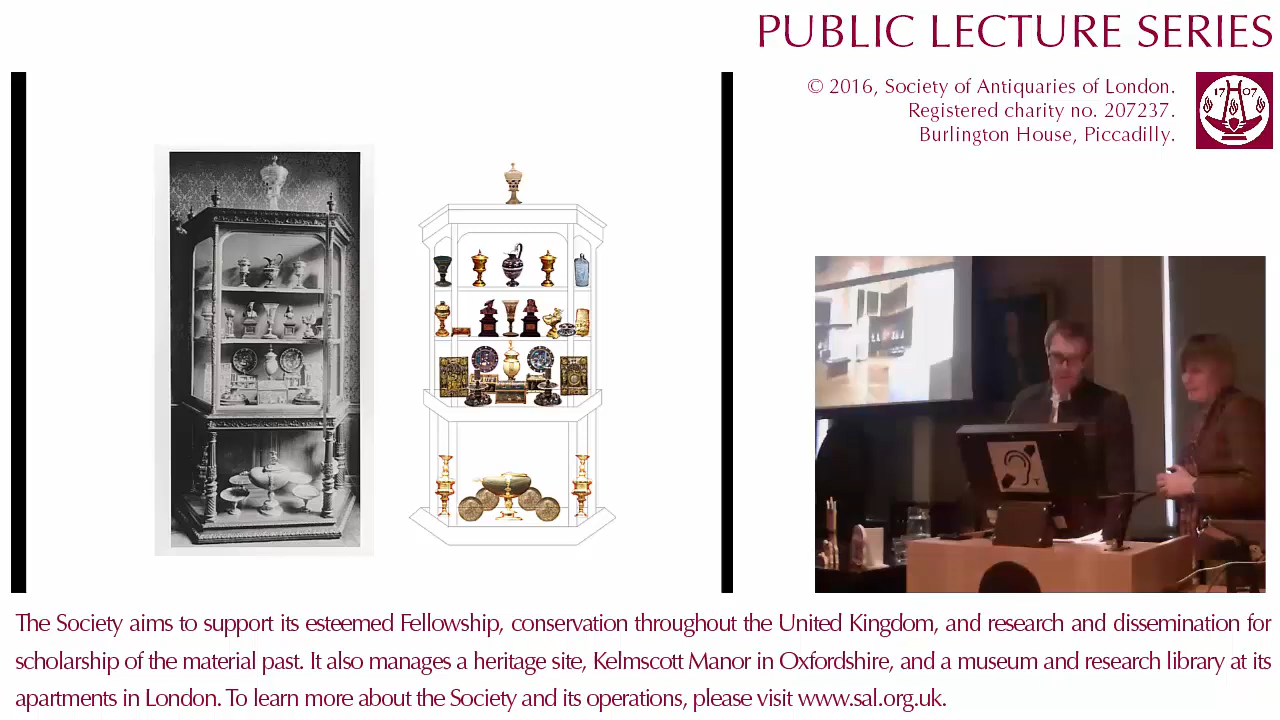 PUBLIC LECTURE SERIES
© 2016, Society of Antiquaries of London.
Registered charity no. 207237.
Burlington House, Piccadilly.
17 07
The Society aims to support its esteemed Fellowship, conservation throughout the United Kingdom, and research and dissemination for
scholarship of the material past. It also manages a heritage site, Kelmscott Manor in Oxfordshire, and a museum and research library at its
apartments in London. To learn more about the Society and its operations, please visit www.sal.org.uk.
T